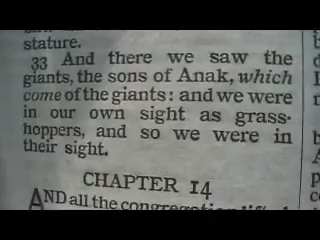 stature.
33 And there we saw the
giants, the sons of Anak, which
come of the giants: and we were
in our own sight as grass-
hoppers, and so we were in
their sight.
CHAPTER 14
AND all the congregation lifted